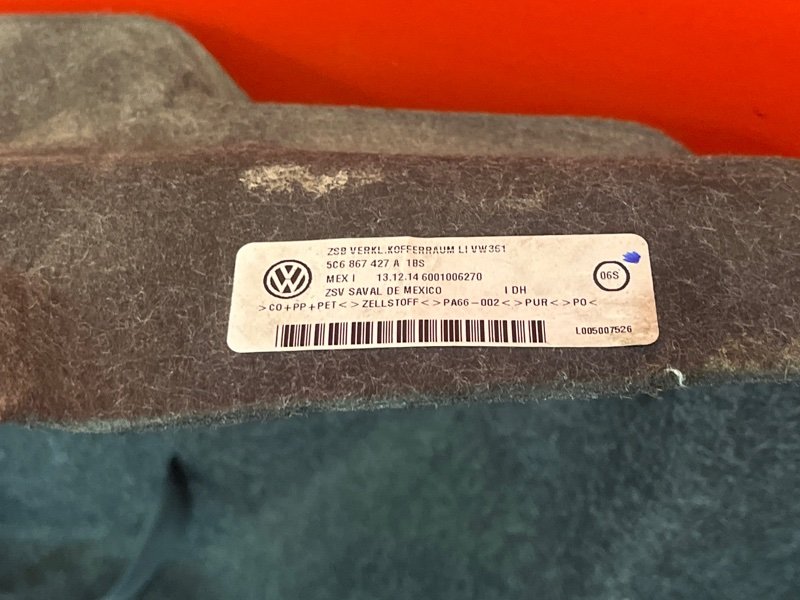 ZSB VERKL.KOFFERRAUM LI VW361
5C6 867 427 A 1BS
MEX I 13.12.14 6001006270
ZSV SAVAL DE MEXICO I DH
>CO+PP+PET<>ZELLSTOFF<>PA66-002<>PUR<>PO<
06S
L005007526